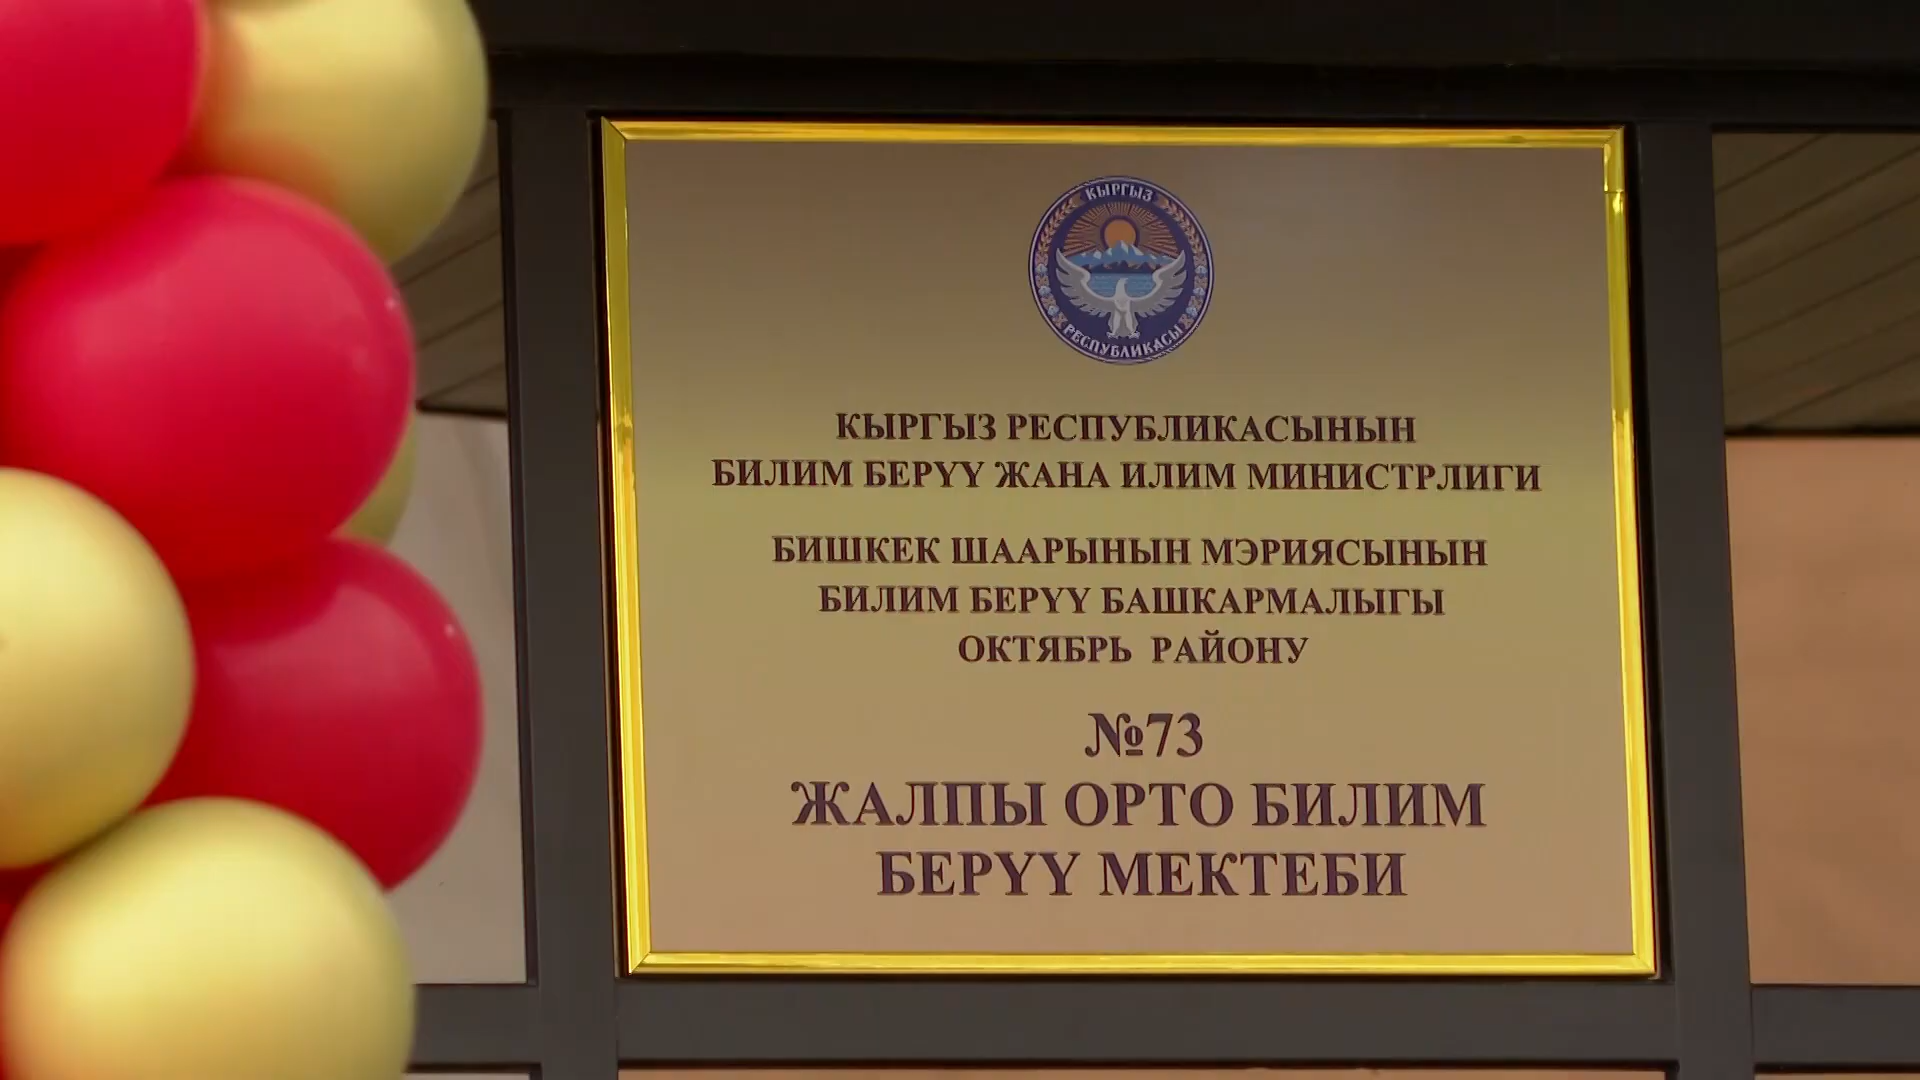 КЫРГЫЗ
РЕСПУБЛИКАСЫ
КЫРГЫЗ РЕСПУБЛИКАСЫНЫН
БИЛИМ БЕРҮҮ ЖАНА ИЛИМ МИНИСТРЛИГИ
БИШКЕК ШААРЫНЫН МЭРИЯСЫНЫН
БИЛИМ БЕРҮҮ БАШКАРМАЛЫГЫ
ОКТЯБРЬ РАЙОНУ
№73
ЖАЛПЫ ОРТО БИЛИМ
БЕРҮҮ МЕКТЕБИ